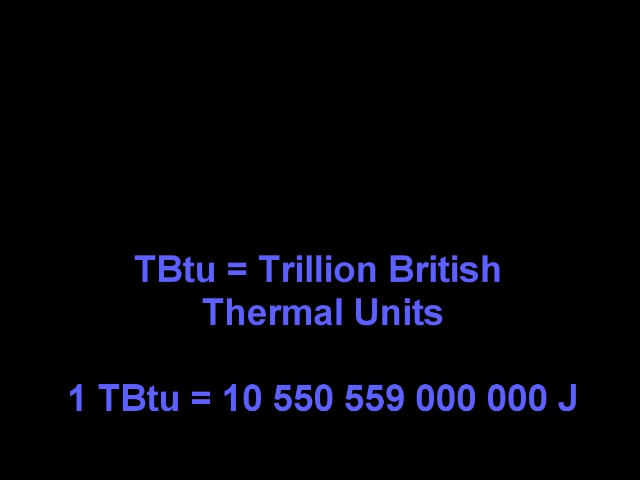 TBtu = Trillion British
Thermal Units
1 TBtu = 10 550 559 000 000 J